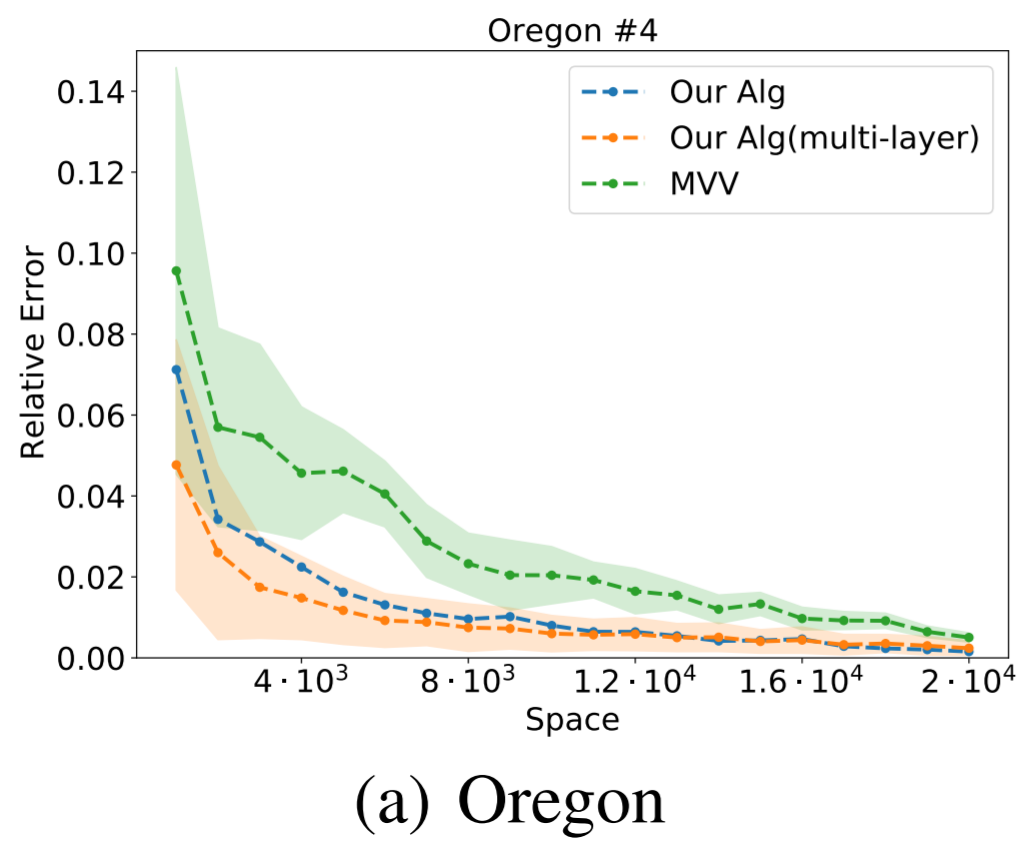 Oregon #4
Our Alg
Our Alg(multi-layer)
MVV
Relative Error
0.14
0.12
0.10
0.08
0.06
0.04
0.02
0.00
4·10³ 8·10³ 1.2·10⁴ 1.6·10⁴ 2·10⁴
Space
(a) Oregon